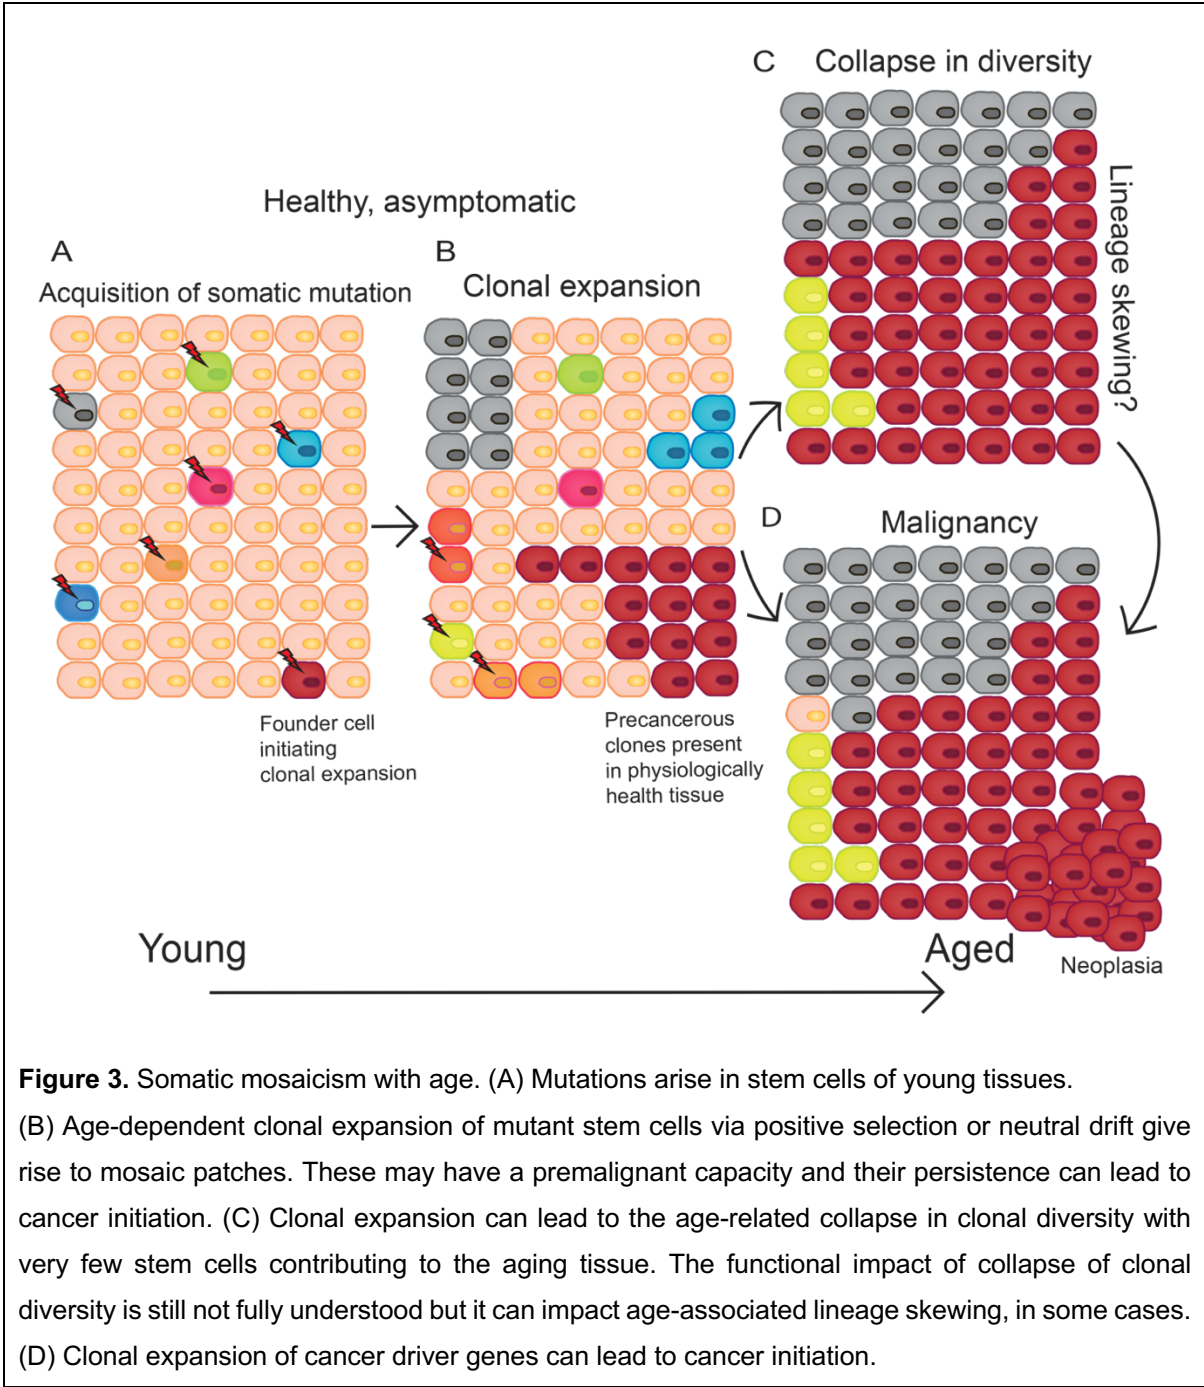 Healthy, asymptomatic
A
Acquisition of somatic mutation
Founder cell
initiating
clonal expansion
B
Clonal expansion
Precancerous
clones present
in physiologically
health tissue
C
Collapse in diversity
Lineage skewing?
D
Malignancy
Neoplasia
Young
Aged
Figure 3. Somatic mosaicism with age. (A) Mutations arise in stem cells of young tissues.
(B) Age-dependent clonal expansion of mutant stem cells via positive selection or neutral drift give
rise to mosaic patches. These may have a premalignant capacity and their persistence can lead to
cancer initiation. (C) Clonal expansion can lead to the age-related collapse in clonal diversity with
very few stem cells contributing to the aging tissue. The functional impact of collapse of clonal
diversity is still not fully understood but it can impact age-associated lineage skewing, in some cases.
(D) Clonal expansion of cancer driver genes can lead to cancer initiation.